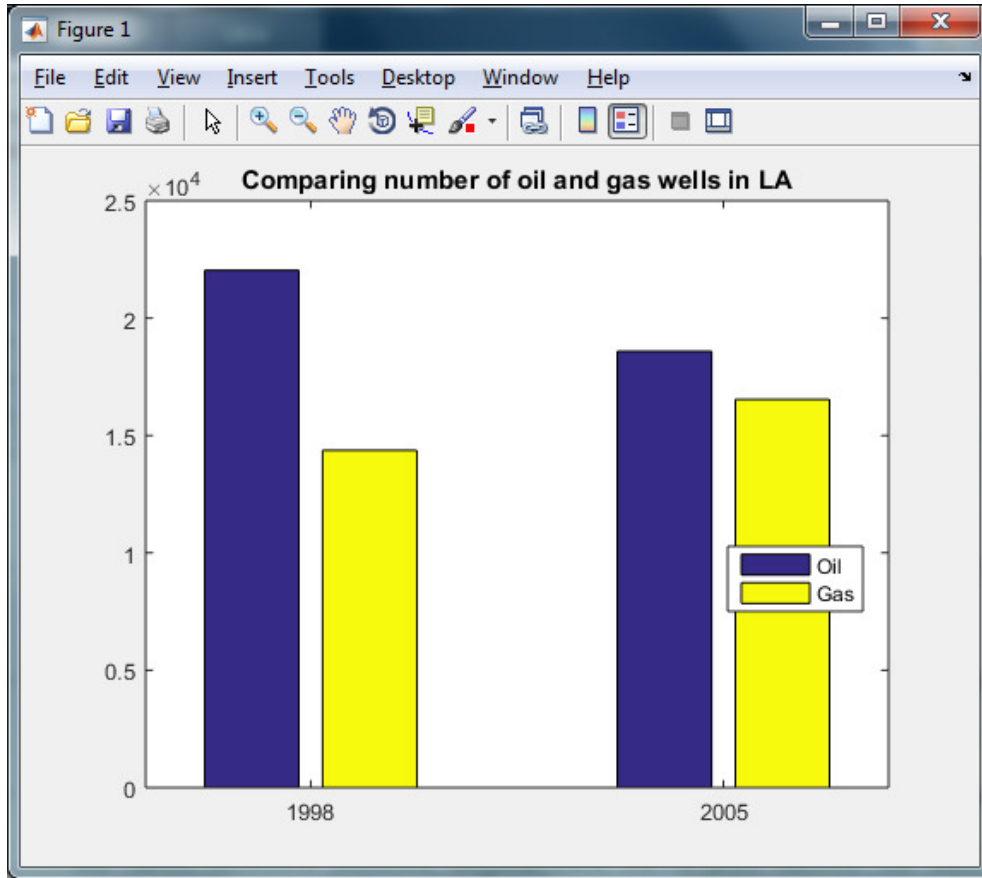 Figure 1
File Edit View Insert Tools Desktop Window Help
×10⁴ Comparing number of oil and gas wells in LA
2.5
2
1.5
1
0.5
0
Oil
Gas
1998 2005